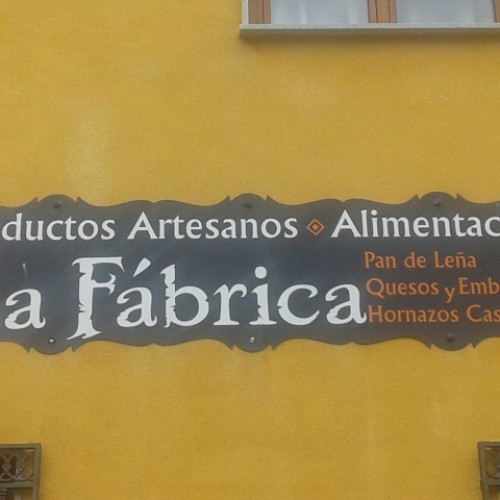 ductos Artesanos Alimentac
a Fábrica
Pan de Leña
Quesos y Emb
Hornazos Cas